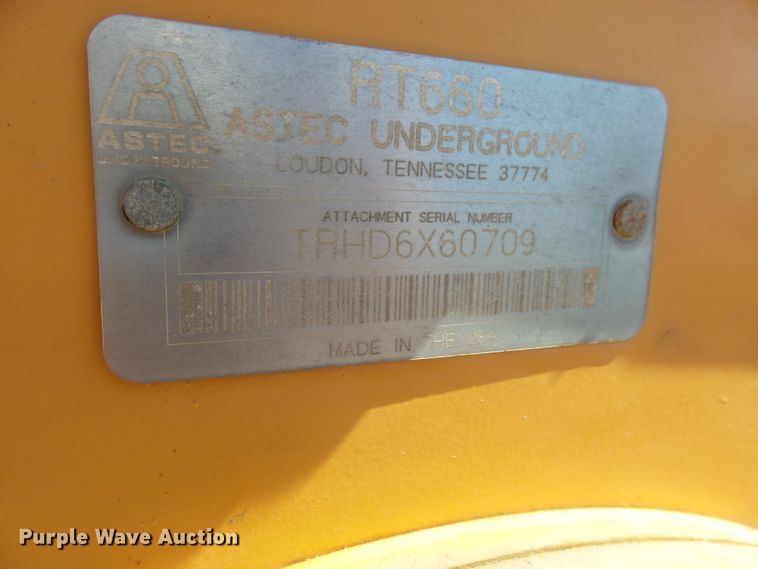 RT660
ASTEC
UNDERGROUND
ASTEC UNDERGROUND
LOUDON, TENNESSEE 37774
ATTACHMENT SERIAL NUMBER
TRHD6X60709
MADE IN THE USA
Purple Wave Auction